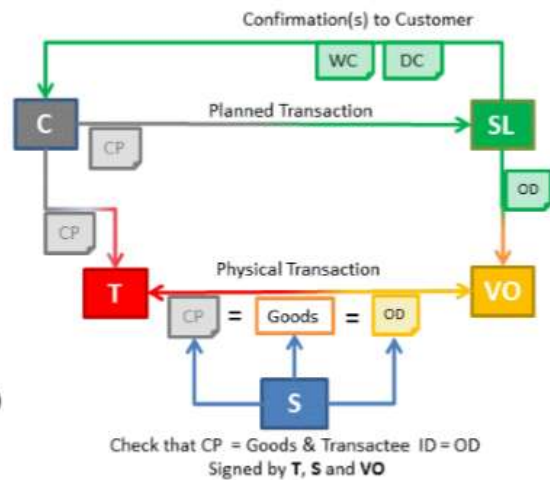 Confirmation(s) to Customer
WC DC
C Planned Transaction SL
CP
OD
CP
T Physical Transaction VO
CP = Goods = OD
S
)
Check that CP = Goods & Transactee ID = OD
Signed by T, S and VO